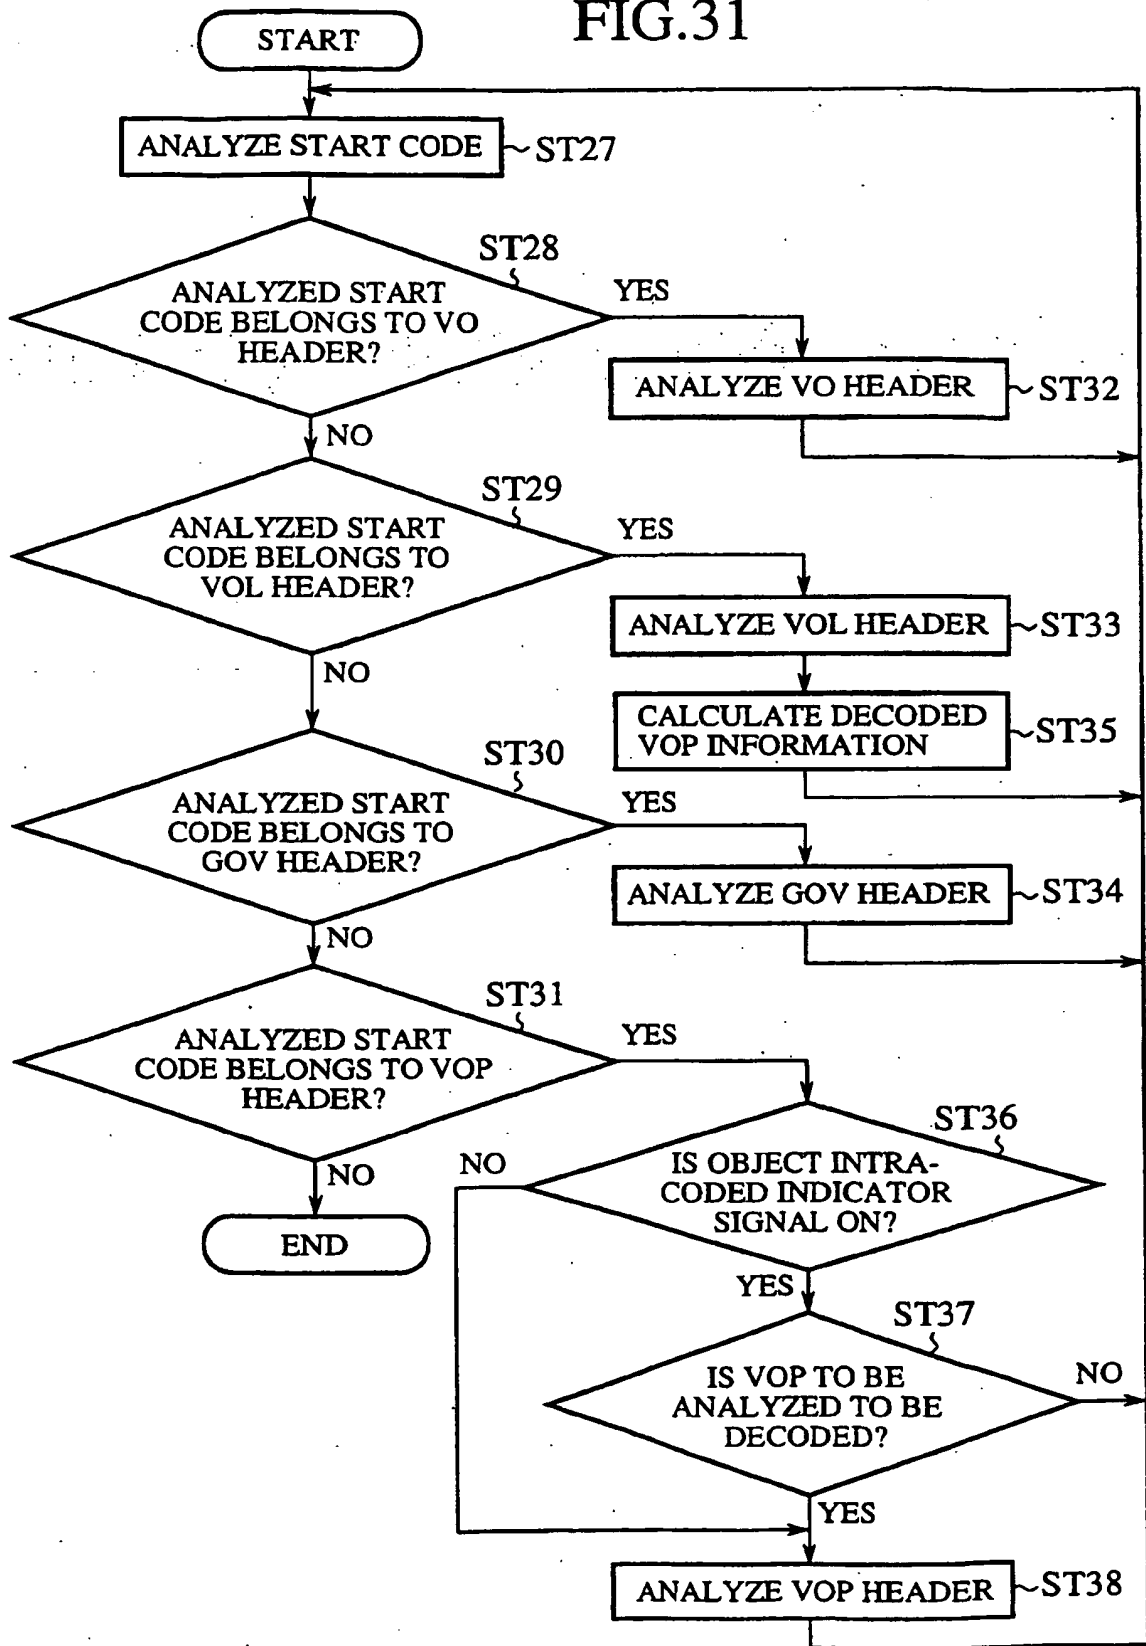 FIG.31
START
ANALYZE START CODE
ST27
ST28
ANALYZED START
CODE BELONGS TO VO
HEADER?
YES
ANALYZE VO HEADER
ST32
NO
ST29
ANALYZED START
CODE BELONGS TO
VOL HEADER?
YES
ANALYZE VOL HEADER
ST33
NO
CALCULATE DECODED
VOP INFORMATION
ST35
ST30
ANALYZED START
CODE BELONGS TO
GOV HEADER?
YES
ANALYZE GOV HEADER
ST34
NO
ST31
ANALYZED START
CODE BELONGS TO VOP
HEADER?
YES
NO
END
ST36
IS OBJECT INTRA-
CODED INDICATOR
SIGNAL ON?
NO
YES
ST37
IS VOP TO BE
ANALYZED TO BE
DECODED?
NO
YES
ANALYZE VOP HEADER
ST38